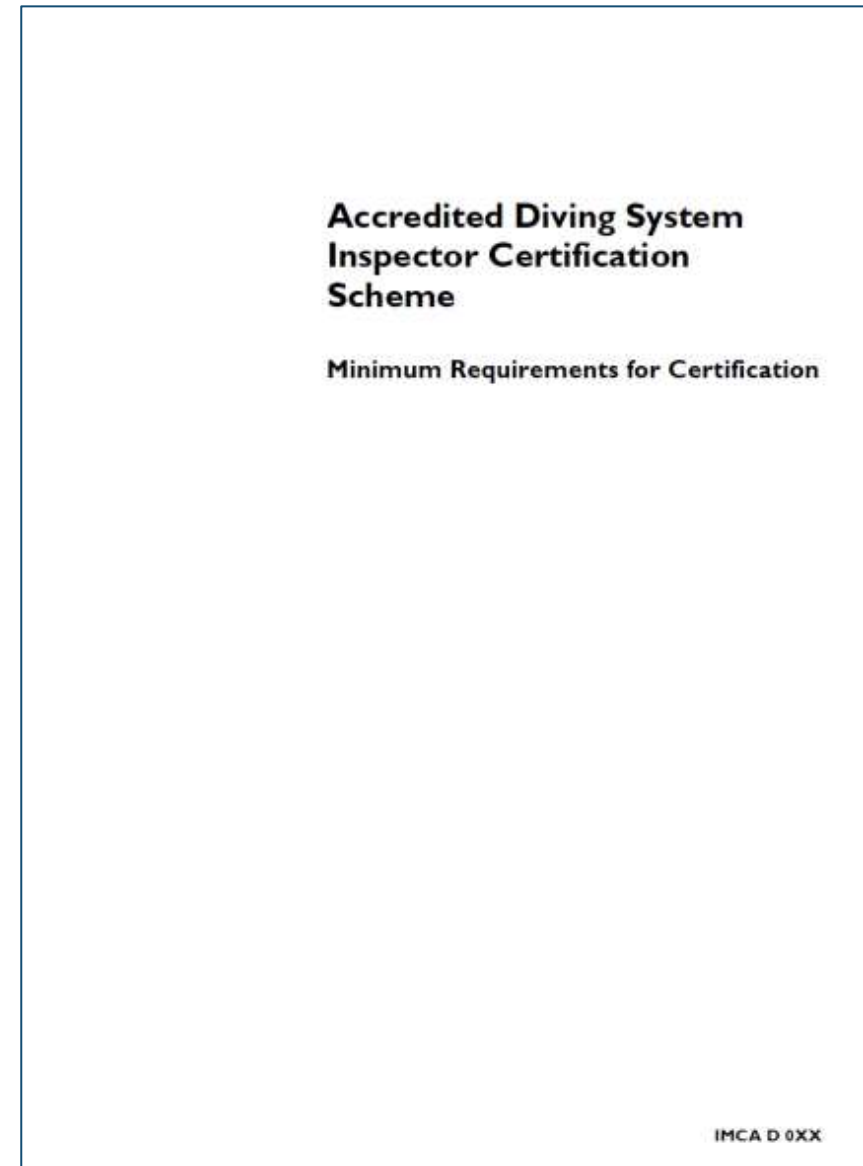 Accredited Diving System
Inspector Certification
Scheme
Minimum Requirements for Certification
IMCA D 0XX